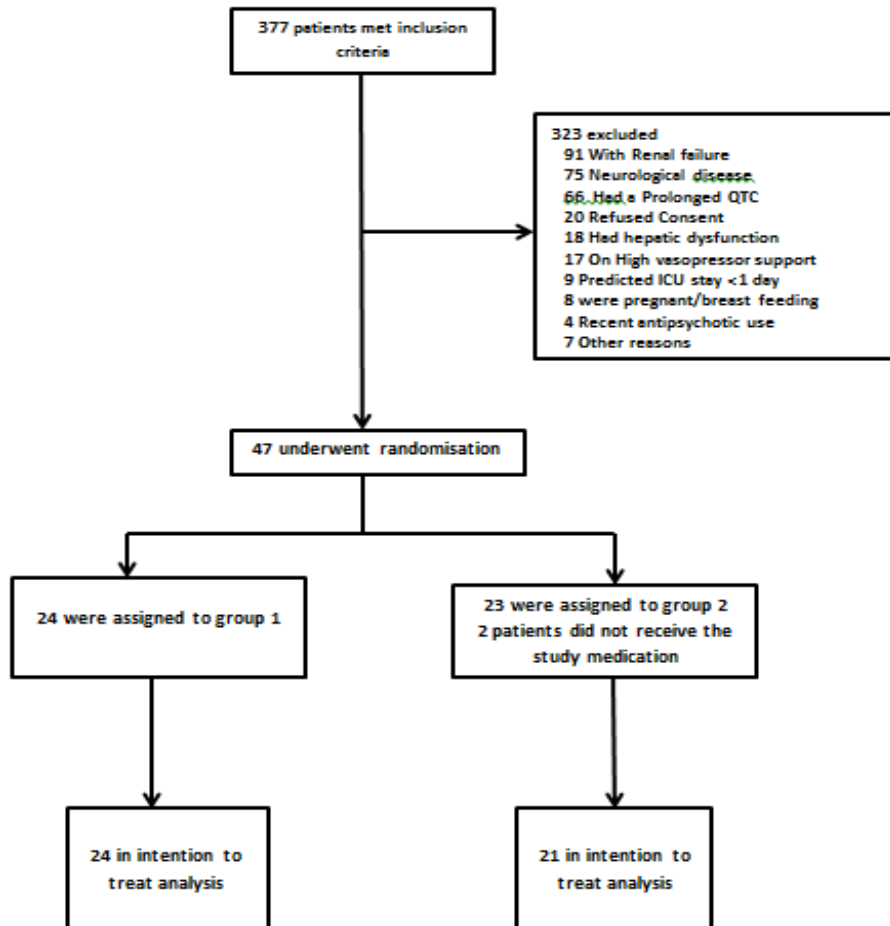 377 patients met inclusion
criteria
323 excluded
91 With Renal failure
75 Neurological disease
66 Had a Prolonged QTC
20 Refused Consent
18 Had hepatic dysfunction
17 On High vasopressor support
9 Predicted ICU stay <1 day
8 were pregnant/breast feeding
4 Recent antipsychotic use
7 Other reasons
47 underwent randomisation
24 were assigned to group 1
23 were assigned to group 2
2 patients did not receive the
study medication
24 in intention to
treat analysis
21 in intention to
treat analysis